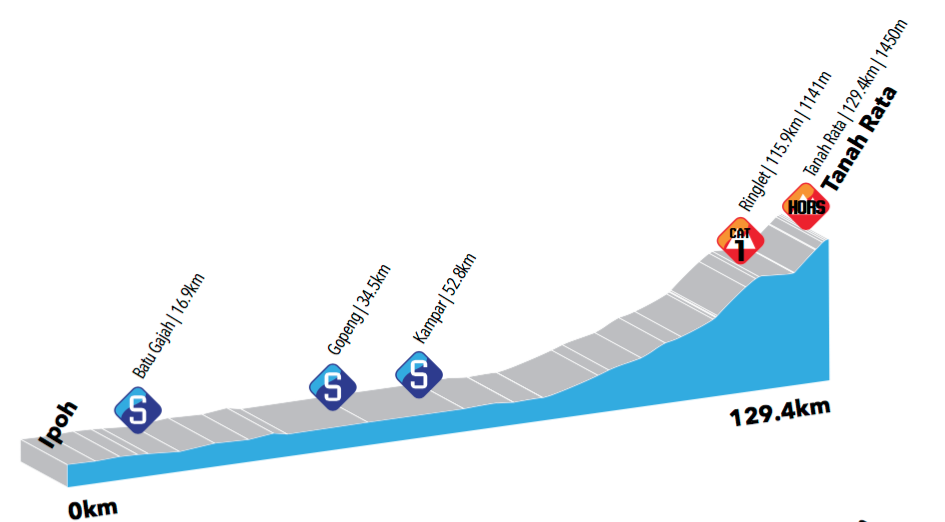 Ipoh
Batu Gajah | 16.9km
S
Gopeng | 34.5km
S
Kampar | 52.8km
S
Ringlet | 115.9km | 1141m
CAT
1
Tanah Rata | 129.4km | 1450m
Tanah Rata
HORS
0km
129.4km